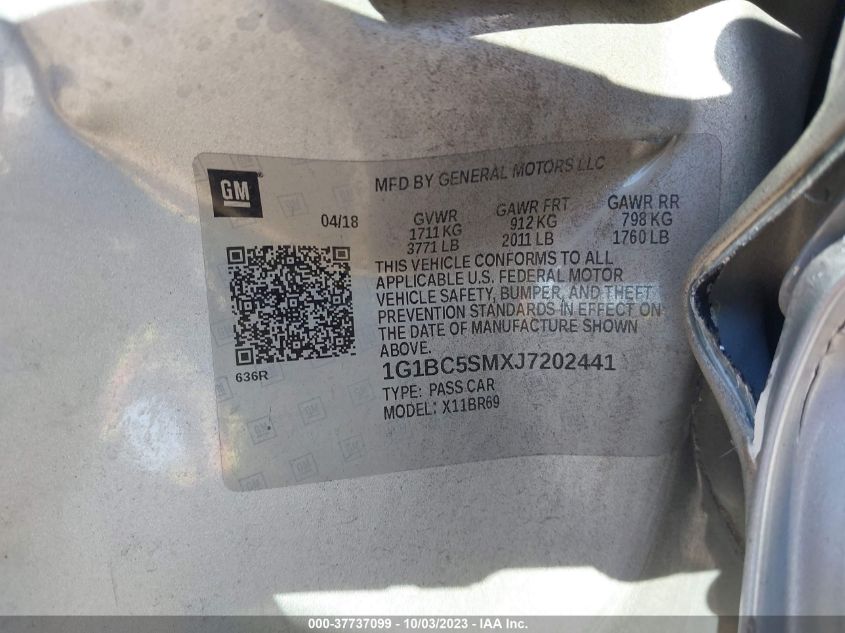 GM
MFD BY GENERAL MOTORS LLC
04/18
GVWR
1711 KG
3771 LB
GAWR FRT
912 KG
2011 LB
GAWR RR
798 KG
1760 LB
THIS VEHICLE CONFORMS TO ALL
APPLICABLE U.S. FEDERAL MOTOR
VEHICLE SAFETY, BUMPER, AND THEFT
PREVENTION STANDARDS IN EFFECT ON
THE DATE OF MANUFACTURE SHOWN
ABOVE.
636R
1G1BC5SMXJ7202441
TYPE: PASS CAR
MODEL: X11BR69
000-37737099 - 10/03/2023 - IAA Inc.